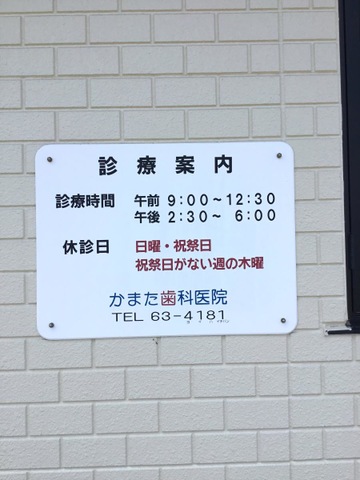 診療案内
診療時間 午前 9:00～12:30
午後 2:30～ 6:00
休診日 日曜・祝祭日
祝祭日がない週の木曜
かまた歯科医院
TEL 63-4181